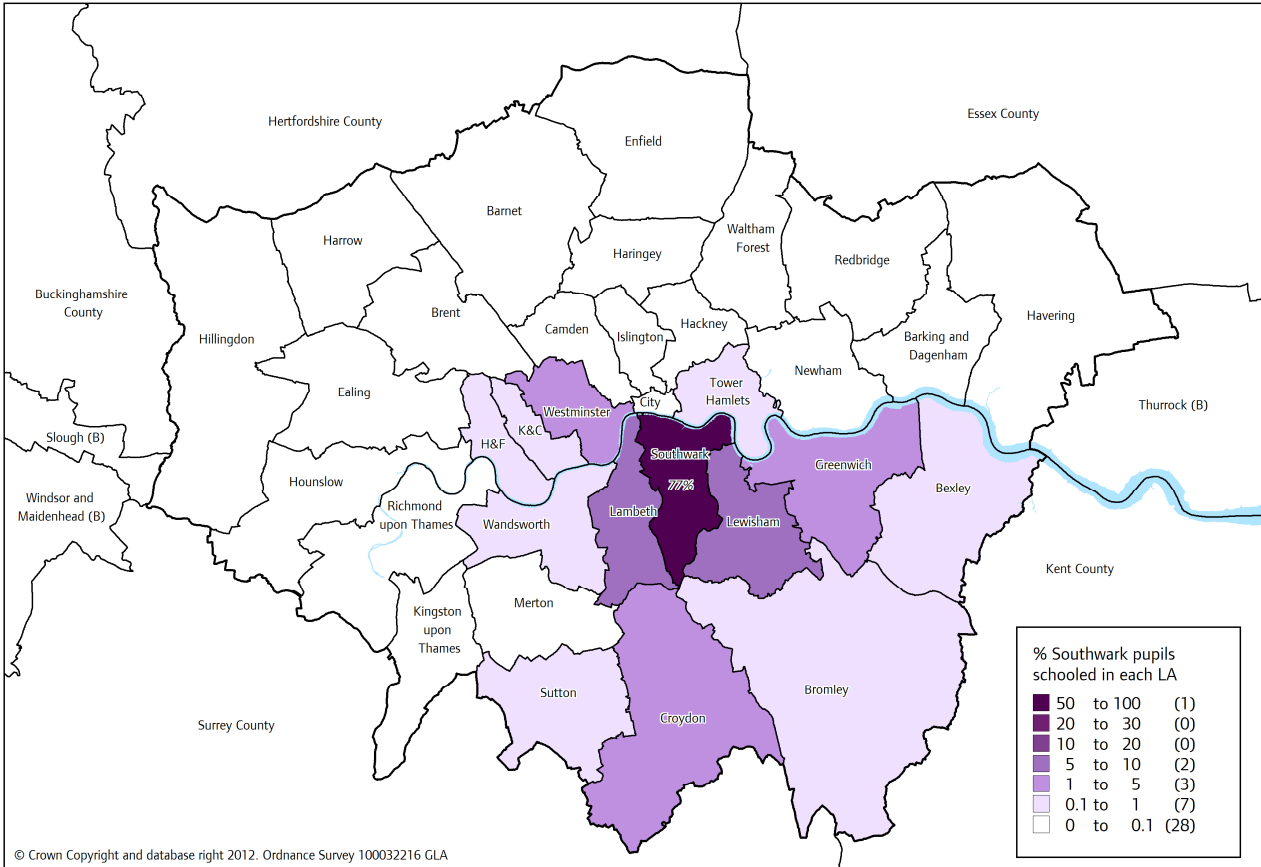 Hertfordshire County
Essex County
Enfield
Barnet
Harrow
Waltham
Forest
Haringey
Redbridge
Buckinghamshire
County
Hillingdon
Brent
Camden
Islington
Hackney
Havering
Barking and
Dagenham
Newham
Ealing
Tower
Hamlets
City
Westminster
K&C
H&F
Thurrock (B)
Slough (B)
Southwark
77%
Greenwich
Hounslow
Bexley
Windsor and
Maidenhead (B)
Richmond
upon Thames
Wandsworth
Lambeth
Lewisham
Kent County
Merton
Kingston
upon
Thames
Sutton
Bromley
Croydon
Surrey County
% Southwark pupils
schooled in each LA
50 to 100 (1)
20 to 30 (0)
10 to 20 (0)
5 to 10 (2)
1 to 5 (3)
0.1 to 1 (7)
0 to 0.1 (28)
© Crown Copyright and database right 2012. Ordnance Survey 100032216 GLA